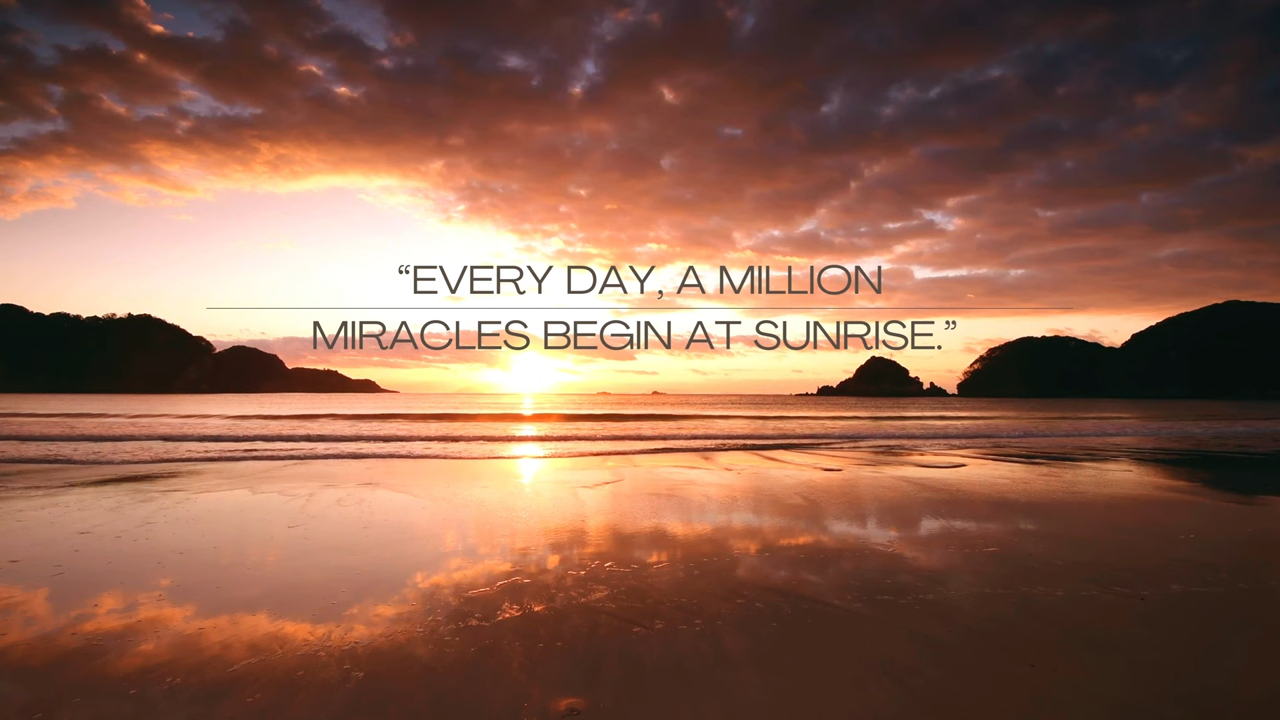 “EVERY DAY, A MILLION
MIRACLES BEGIN AT SUNRISE.”